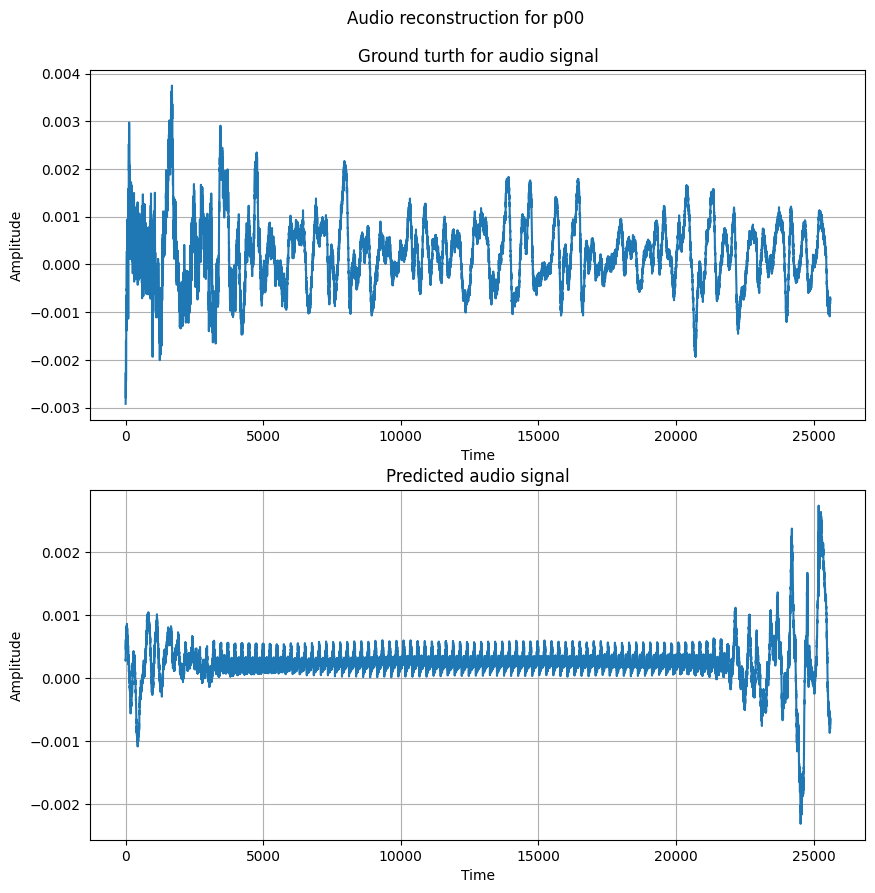 Audio reconstruction for p00
Ground turth for audio signal
0.004
0.003
0.002
0.001
0.000
−0.001
−0.002
−0.003
Amplitude
0 5000 10000 15000 20000 25000
Time
Predicted audio signal
0.002
0.001
0.000
−0.001
−0.002
Amplitude
0 5000 10000 15000 20000 25000
Time